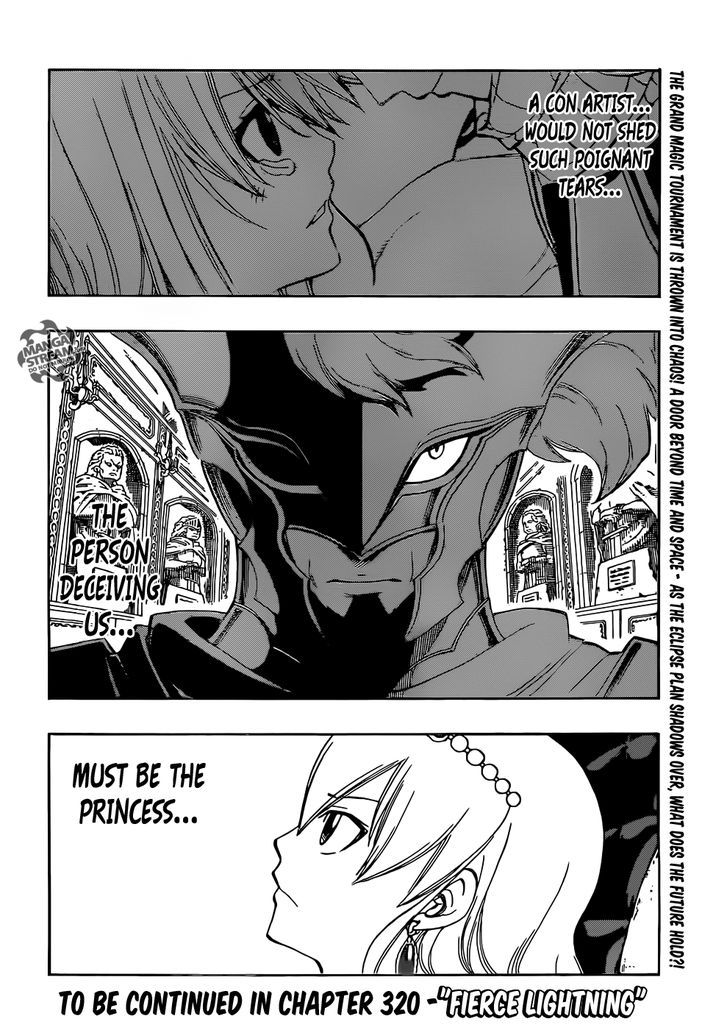 A CON ARTIST...
WOULD NOT SHED
SUCH POIGNANT
TEARS...
THE GRAND MAGIC TOURNAMENT IS THROWN INTO CHAOS! A DOOR BEYOND TIME AND SPACE- AS THE ECLIPSE PLAN SHADOWS OVER, WHAT DOES THE FUTURE HOLD?!
MANGA
STREAM
THE
PERSON
DECEIVING
US...
MUST BE THE
PRINCESS...
TO BE CONTINUED IN CHAPTER 320 -"FIERCE LIGHTNING"